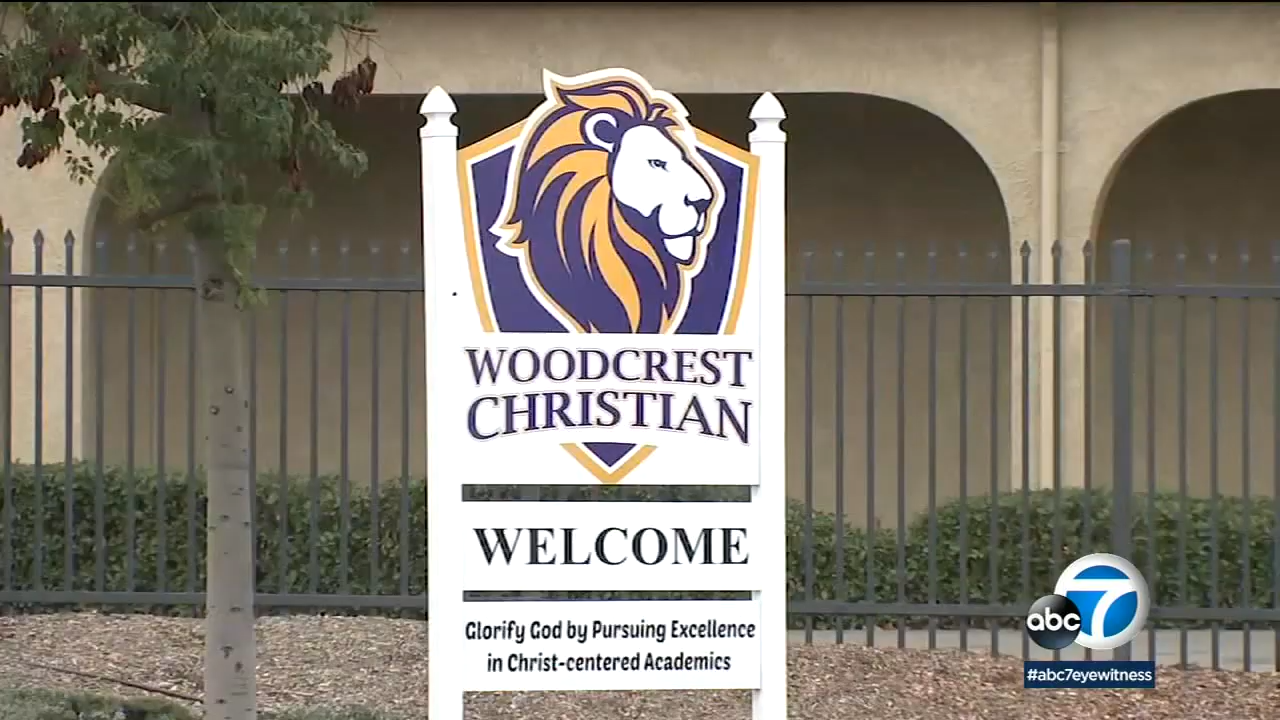 WOODCREST
CHRISTIAN
WELCOME
Glorify God by Pursuing Excellence
in Christ-centered Academics
abc 7
#abc7eyewitness